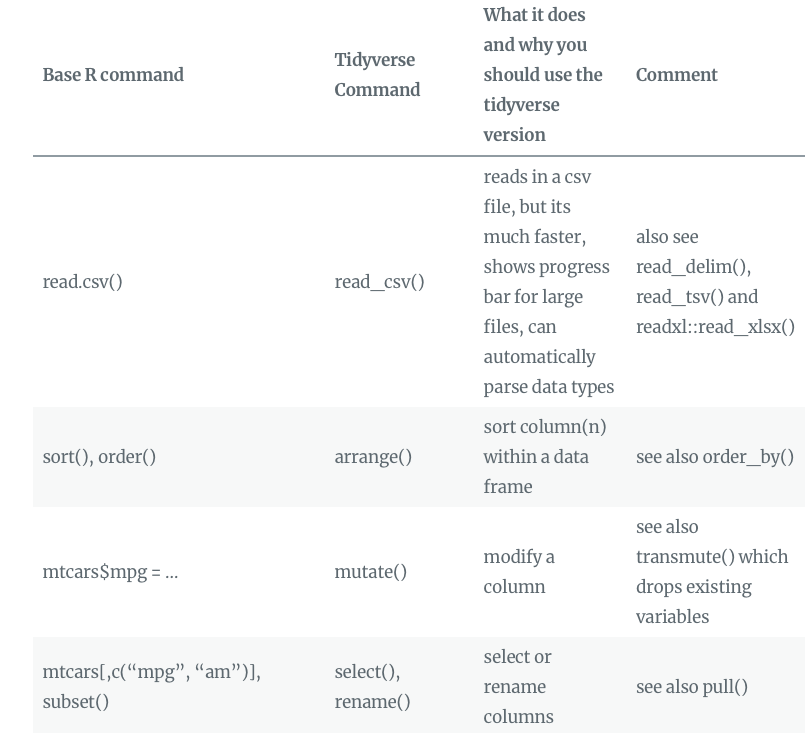 Base R command
Tidyverse
Command
What it does
and why you
should use the
tidyverse
version
Comment
read.csv()
read_csv()
reads in a csv
file, but its
much faster,
shows progress
bar for large
files, can
automatically
parse data types
also see
read_delim(),
read_tsv() and
readxl::read_xlsx()
sort(), order()
arrange()
sort column(n)
within a data
frame
see also order_by()
mtcars$mpg = ...
mutate()
modify a
column
see also
transmute() which
drops existing
variables
mtcars[,c(“mpg”, “am”)],
subset()
select(),
rename()
select or
rename
columns
see also pull()